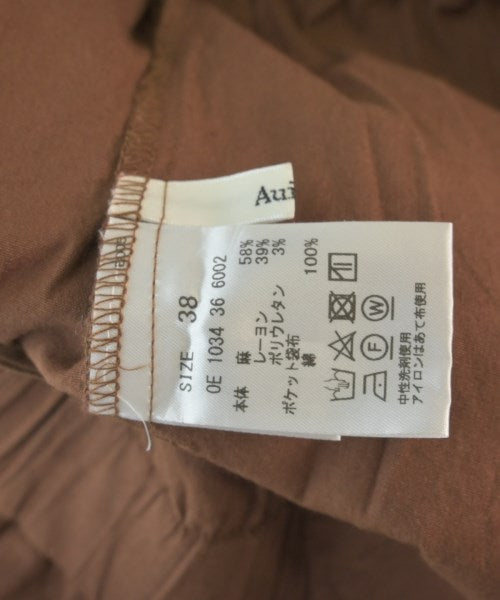 Aui
SIZE 38
0E 1034 36 6002
本体 麻 58%
レーヨン 39%
ポリウレタン 3%
ポケット袋布
綿 100%
中性洗剤使用
アイロンはあて布使用